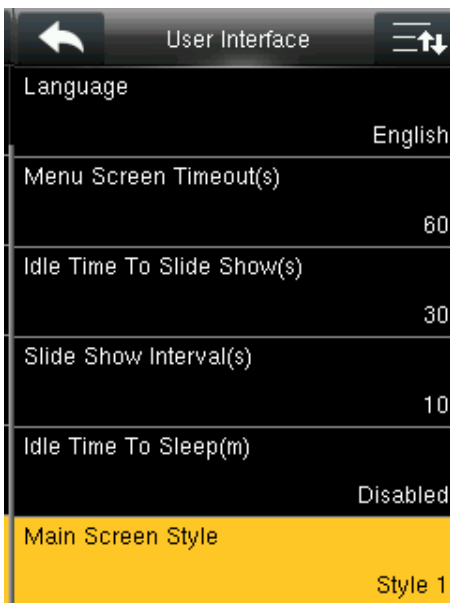 User Interface
Language
English
Menu Screen Timeout(s)
60
Idle Time To Slide Show(s)
30
Slide Show Interval(s)
10
Idle Time To Sleep(m)
Disabled
Main Screen Style
Style 1